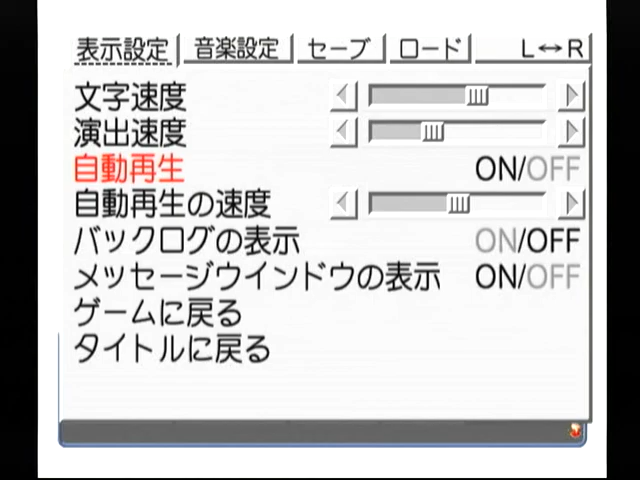 表示設定 音楽設定 セーブ ロード L↔R
文字速度
演出速度
自動再生 ON/OFF
自動再生の速度
バックログの表示 ON/OFF
メッセージウインドウの表示 ON/OFF
ゲームに戻る
タイトルに戻る